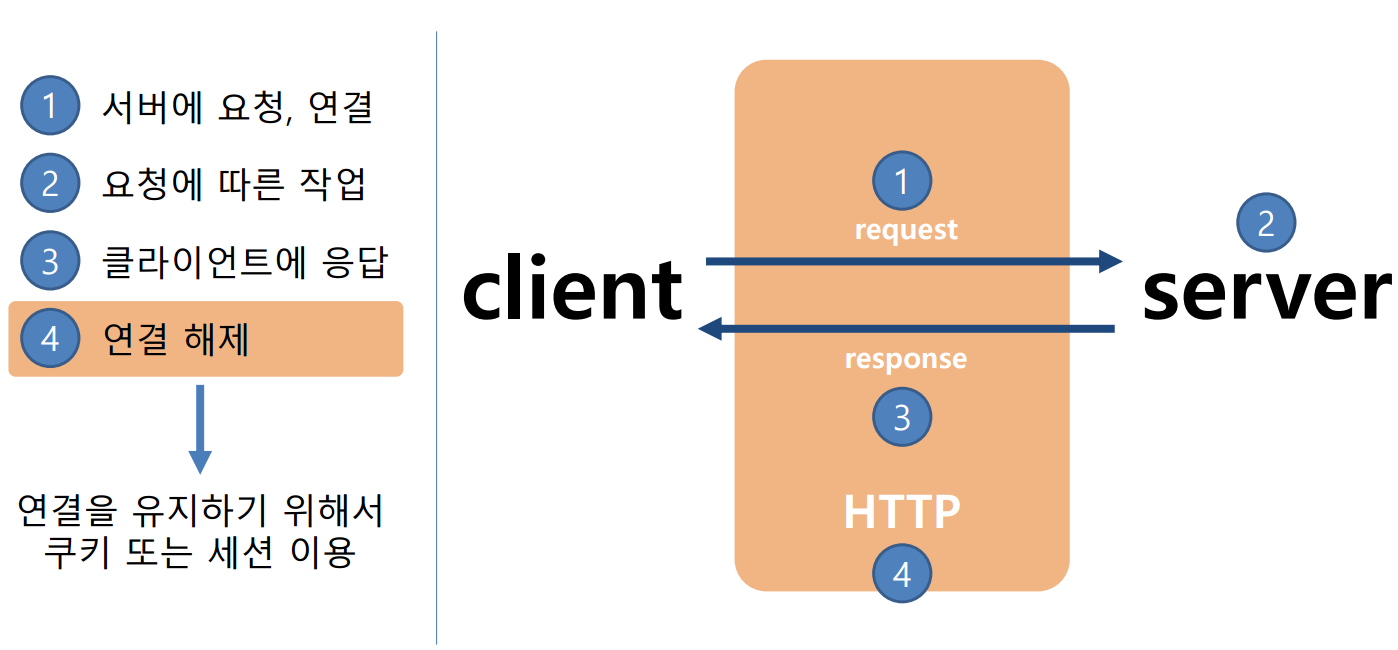 1 서버에 요청, 연결
2 요청에 따른 작업
3 클라이언트에 응답
4 연결 해제
연결을 유지하기 위해서
쿠키 또는 세션 이용
1
request
2
client
server
response
3
HTTP
4